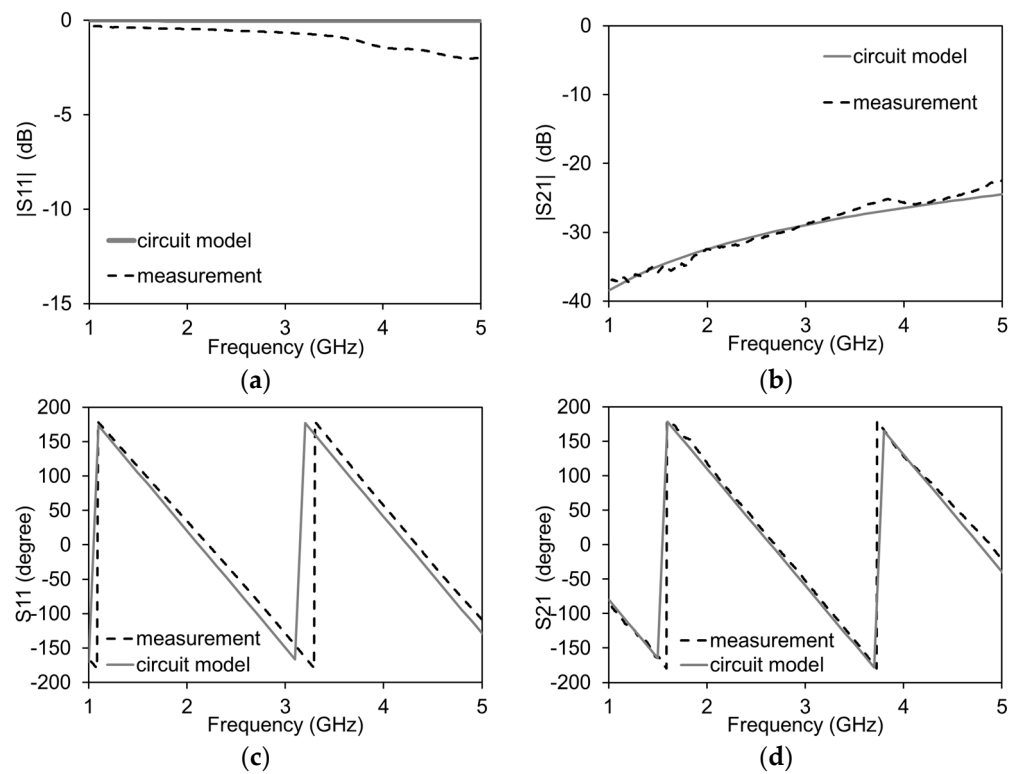 0
-5
-10
-15
|S11| (dB)
circuit model
measurement
1 2 3 4 5
Frequency (GHz)
(a)
0
-10
-20
-30
-40
|S21| (dB)
circuit model
measurement
1 2 3 4 5
Frequency (GHz)
(b)
200
150
100
50
0
-50
-100
-150
-200
S11 (degree)
measurement
circuit model
1 2 3 4 5
Frequency (GHz)
(c)
200
150
100
50
0
-50
-100
-150
-200
S21 (degree)
measurement
circuit model
1 2 3 4 5
Frequency (GHz)
(d)